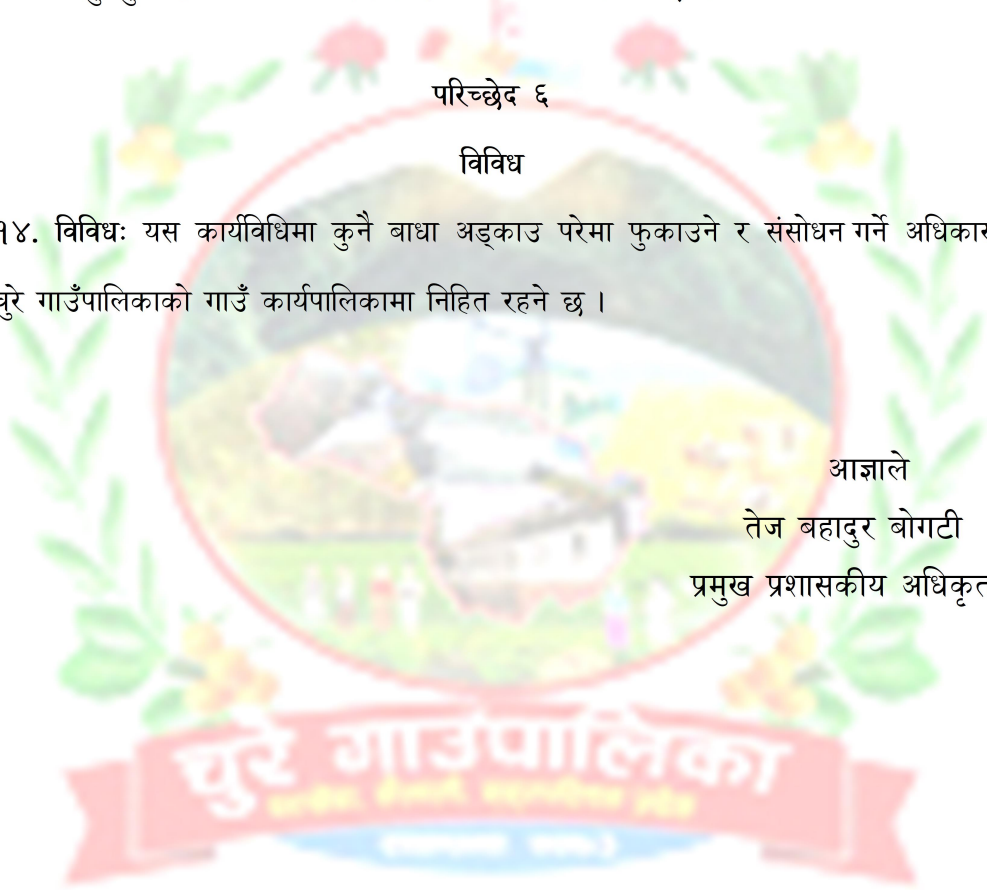 परिच्छेद ६
विविध
१४. विविधः यस कार्यविधिमा कुनै बाधा अड्काउ परेमा फुकाउने र संसोधन गर्ने अधिकार
चुरे गाउँपालिकाको गाउँ कार्यपालिकामा निहित रहने छ ।
आज्ञाले
तेज बहादुर बोगटी
प्रमुख प्रशासकीय अधिकृत
चुरे गाउँपालिका